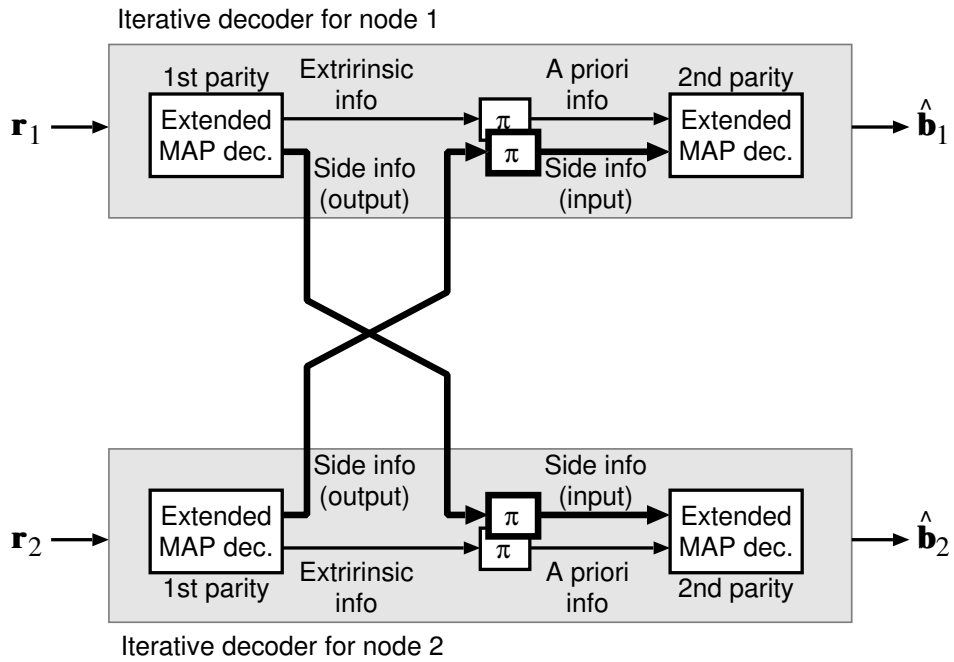 Iterative decoder for node 1
1st parity
Extririnsic
info
A priori
info
2nd parity
r1
Extended
MAP dec.
π
π
Extended
MAP dec.
b̂1
Side info
(output)
Side info
(input)
Side info
(output)
Side info
(input)
r2
Extended
MAP dec.
π
π
Extended
MAP dec.
b̂2
1st parity
Extririnsic
info
A priori
info
2nd parity
Iterative decoder for node 2